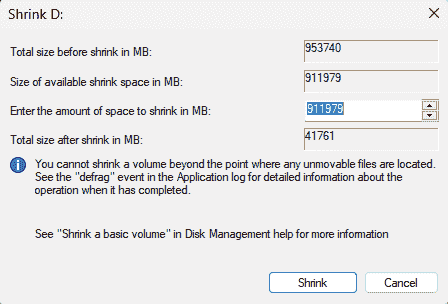 Shrink D:
Total size before shrink in MB: 953740
Size of available shrink space in MB: 911979
Enter the amount of space to shrink in MB: 911979
Total size after shrink in MB: 41761
You cannot shrink a volume beyond the point where any unmovable files are located.
See the "defrag" event in the Application log for detailed information about the
operation when it has completed.
See "Shrink a basic volume" in Disk Management help for more information
Shrink Cancel